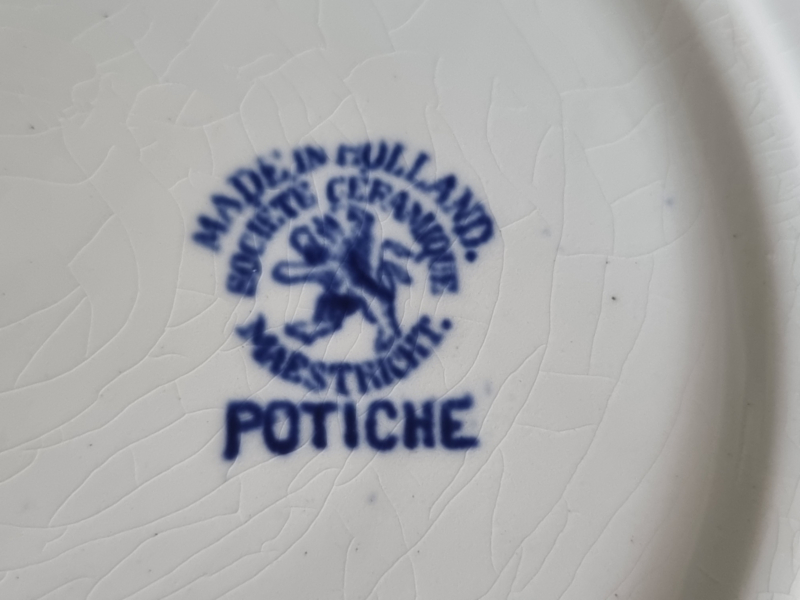 MADE IN HOLLAND.
SOCIETE CERAMIQUE
MAESTRICHT.
POTICHE